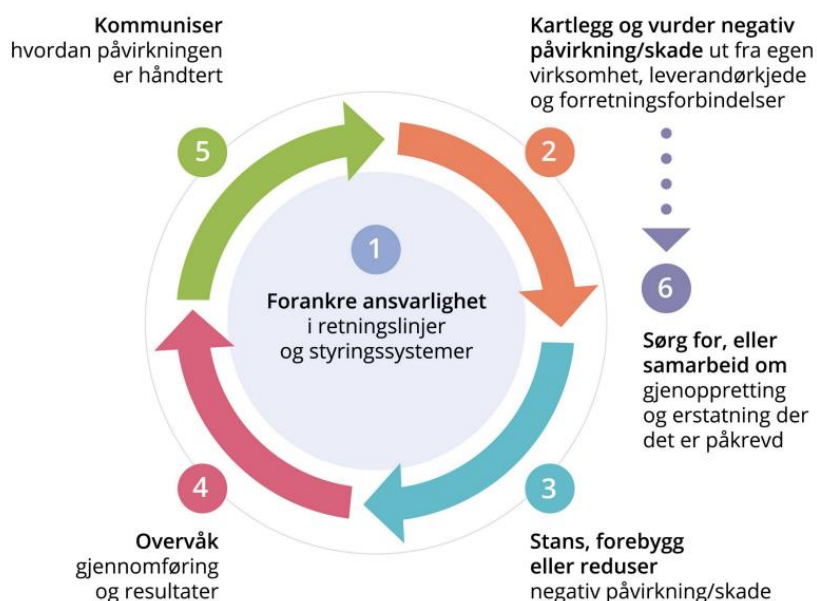 Kommuniser
hvordan påvirkningen
er håndtert
5
Kartlegg og vurder negativ
påvirkning/skade ut fra egen
virksomhet, leverandørkjede
og forretningsforbindelser
2
1
Forankre ansvarlighet
i retningslinjer
og styringssystemer
6
Sørg for, eller
samarbeid om
gjenoppretting
og erstatning der
det er påkrevd
4
Overvåk
gjennomføring
og resultater
3
Stans, forebygg
eller reduser
negativ påvirkning/skade